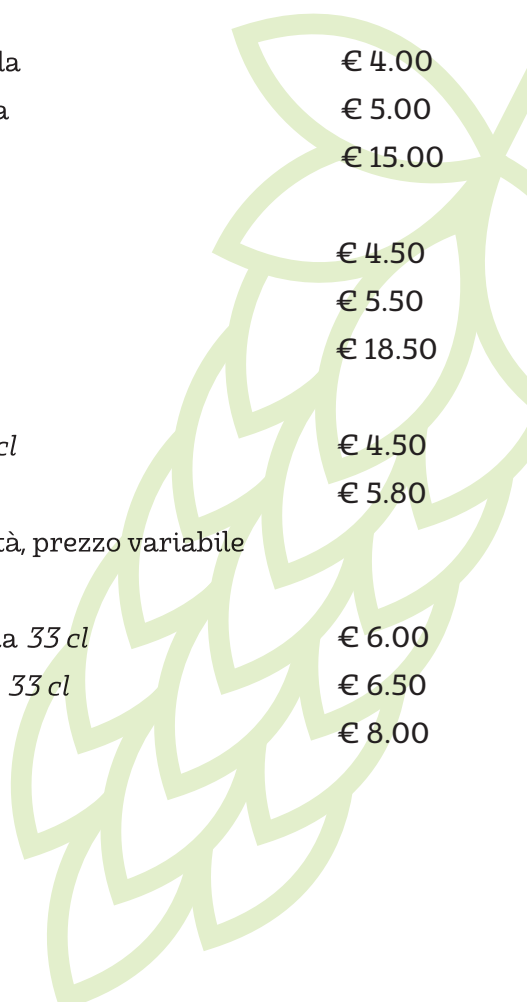 la € 4.00
a € 5.00
€ 15.00
€ 4.50
€ 5.50
€ 18.50
cl € 4.50
€ 5.80
tà, prezzo variabile
la 33 cl € 6.00
33 cl € 6.50
€ 8.00